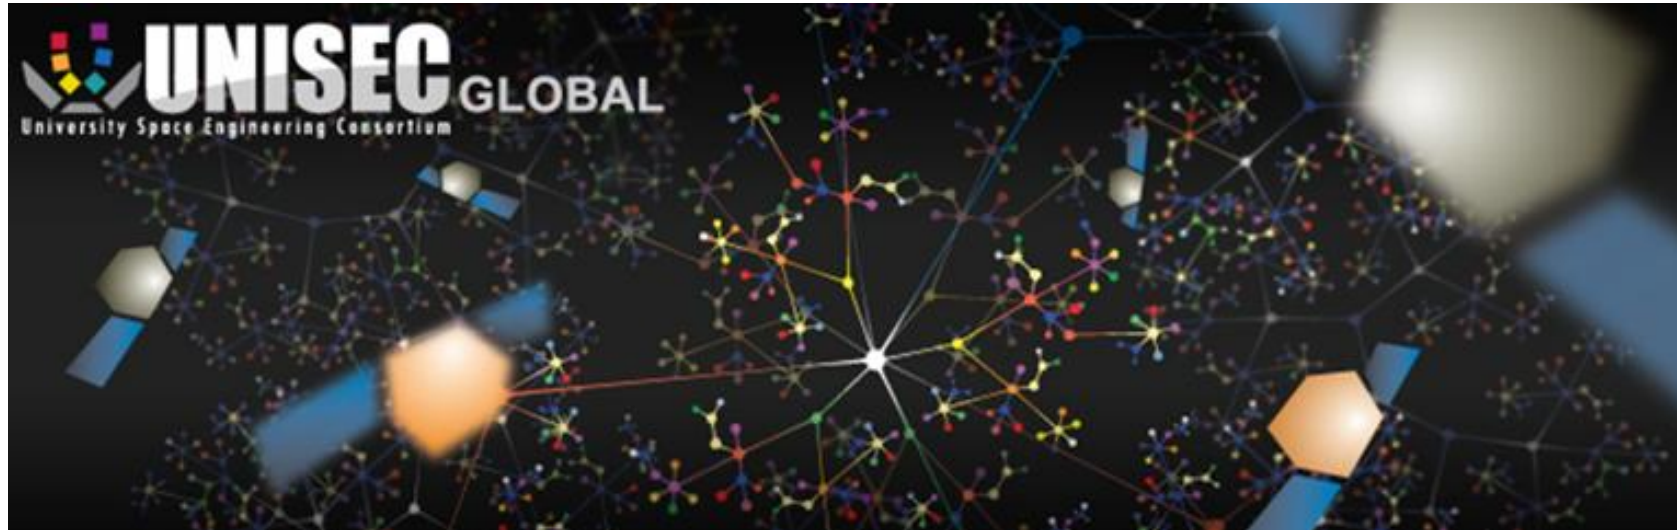 UNISEC GLOBAL
University Space Engineering Consortium